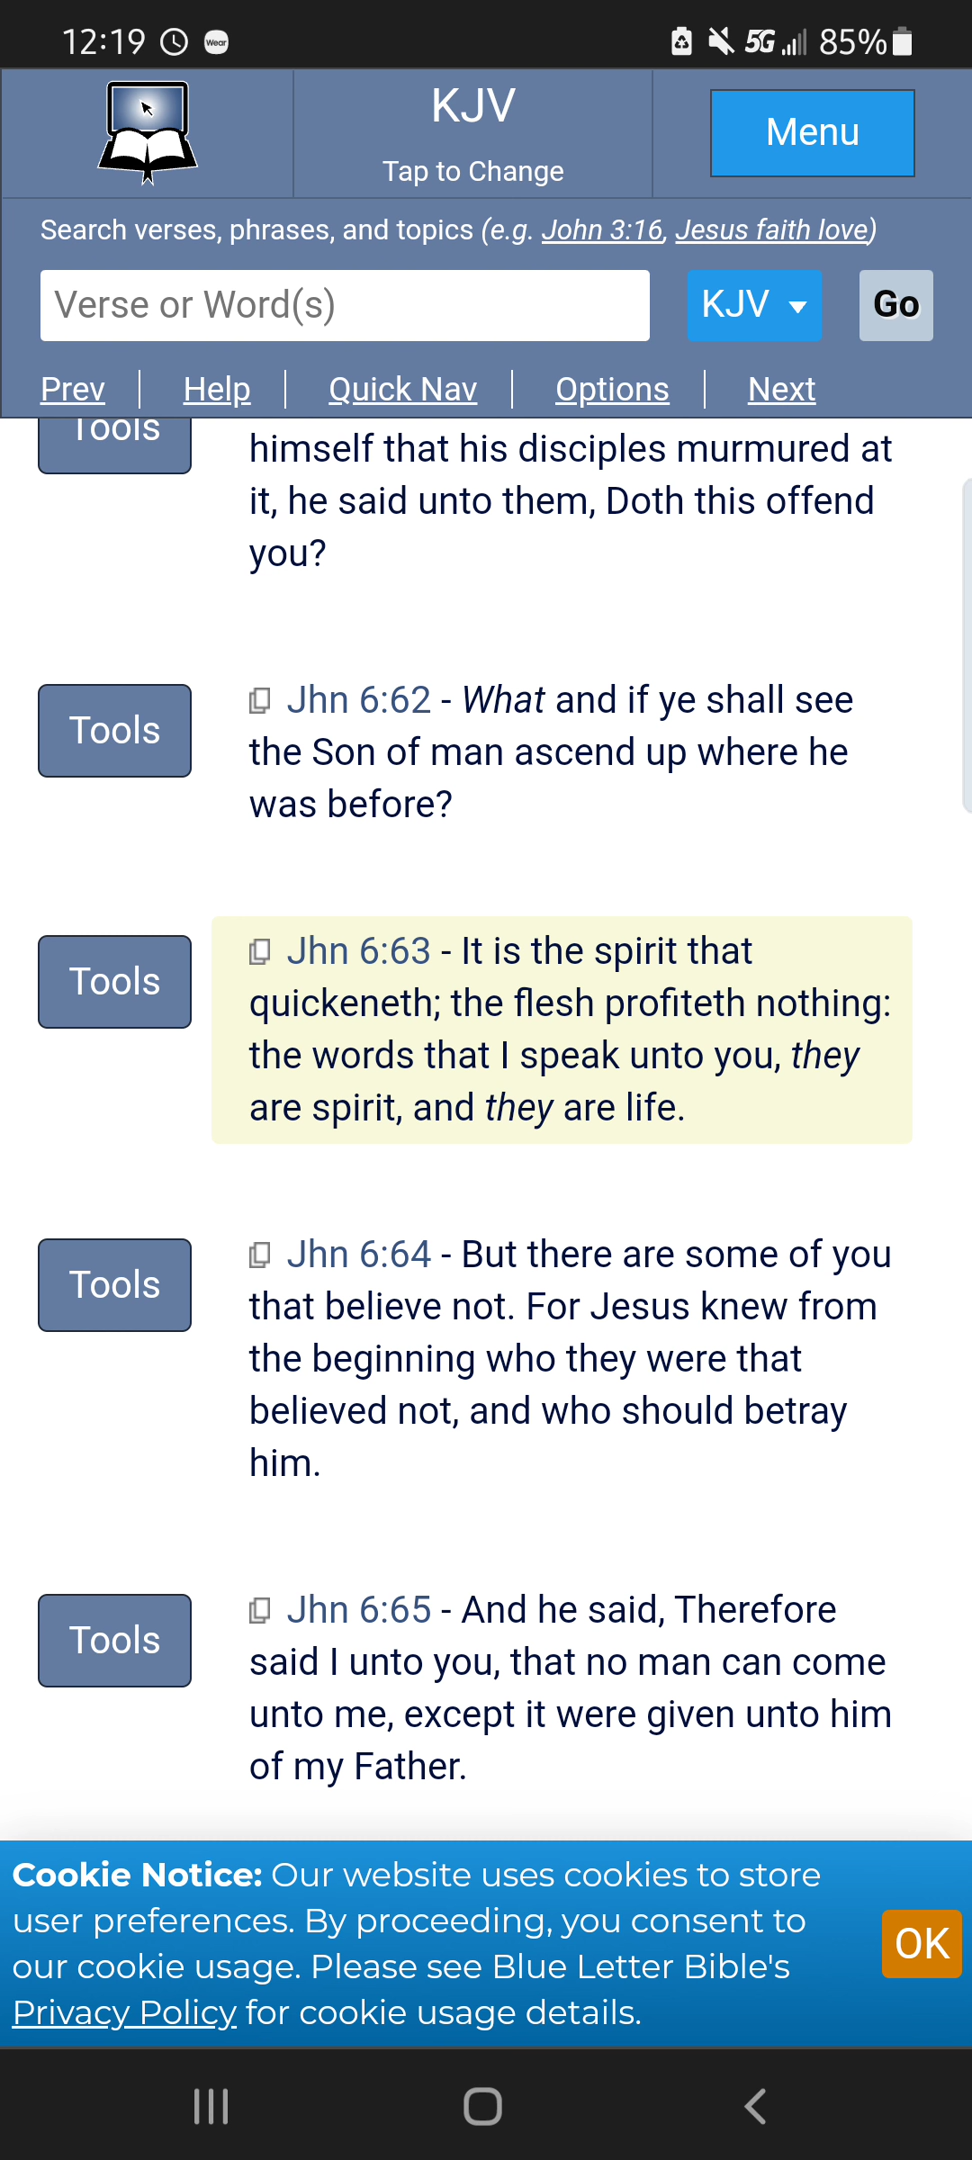 12:19 Wear 5G 85%
KJV
Tap to Change
Menu
Search verses, phrases, and topics (e.g. John 3:16, Jesus faith love)
Verse or Word(s) KJV Go
Prev Help Quick Nav Options Next
Tools
himself that his disciples murmured at
it, he said unto them, Doth this offend
you?
Tools
Jhn 6:62 - What and if ye shall see
the Son of man ascend up where he
was before?
Tools
Jhn 6:63 - It is the spirit that
quickeneth; the flesh profiteth nothing:
the words that I speak unto you, they
are spirit, and they are life.
Tools
Jhn 6:64 - But there are some of you
that believe not. For Jesus knew from
the beginning who they were that
believed not, and who should betray
him.
Tools
Jhn 6:65 - And he said, Therefore
said I unto you, that no man can come
unto me, except it were given unto him
of my Father.
Cookie Notice: Our website uses cookies to store
user preferences. By proceeding, you consent to
our cookie usage. Please see Blue Letter Bible's
Privacy Policy for cookie usage details.
OK